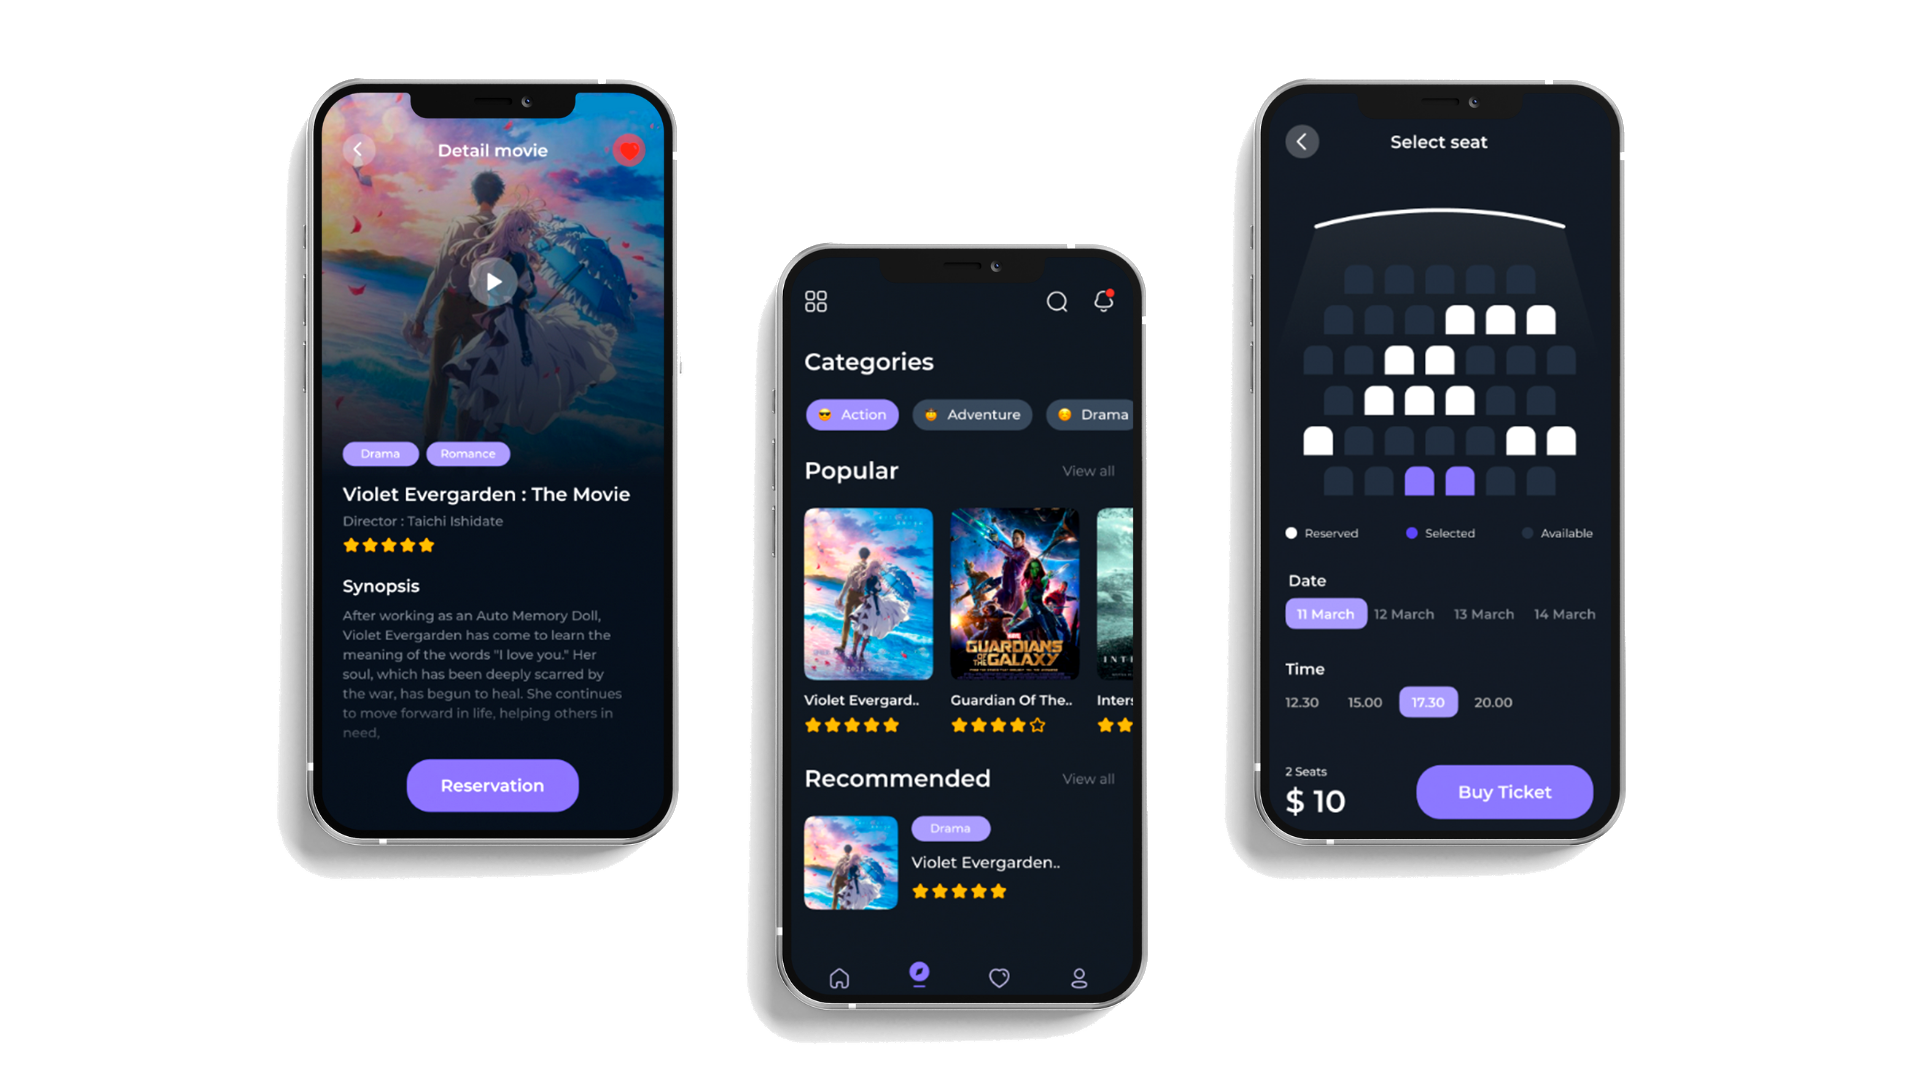 Detail movie
Drama
Romance
Violet Evergarden : The Movie
Director : Taichi Ishidate
Synopsis
After working as an Auto Memory Doll,
Violet Evergarden has come to learn the
meaning of the words "I love you." Her
soul, which has been deeply scarred by
the war, has begun to heal. She continues
to move forward in life, helping others in
need,
Reservation
Categories
Action
Adventure
Drama
Popular
View all
MARVEL
GUARDIANS
OF THE
GALAXY
INT
Violet Evergard..
Guardian Of The..
Inters
Recommended
View all
Drama
Violet Evergarden..
Select seat
Reserved
Selected
Available
Date
11 March
12 March
13 March
14 March
Time
12.30
15.00
17.30
20.00
2 Seats
$ 10
Buy Ticket